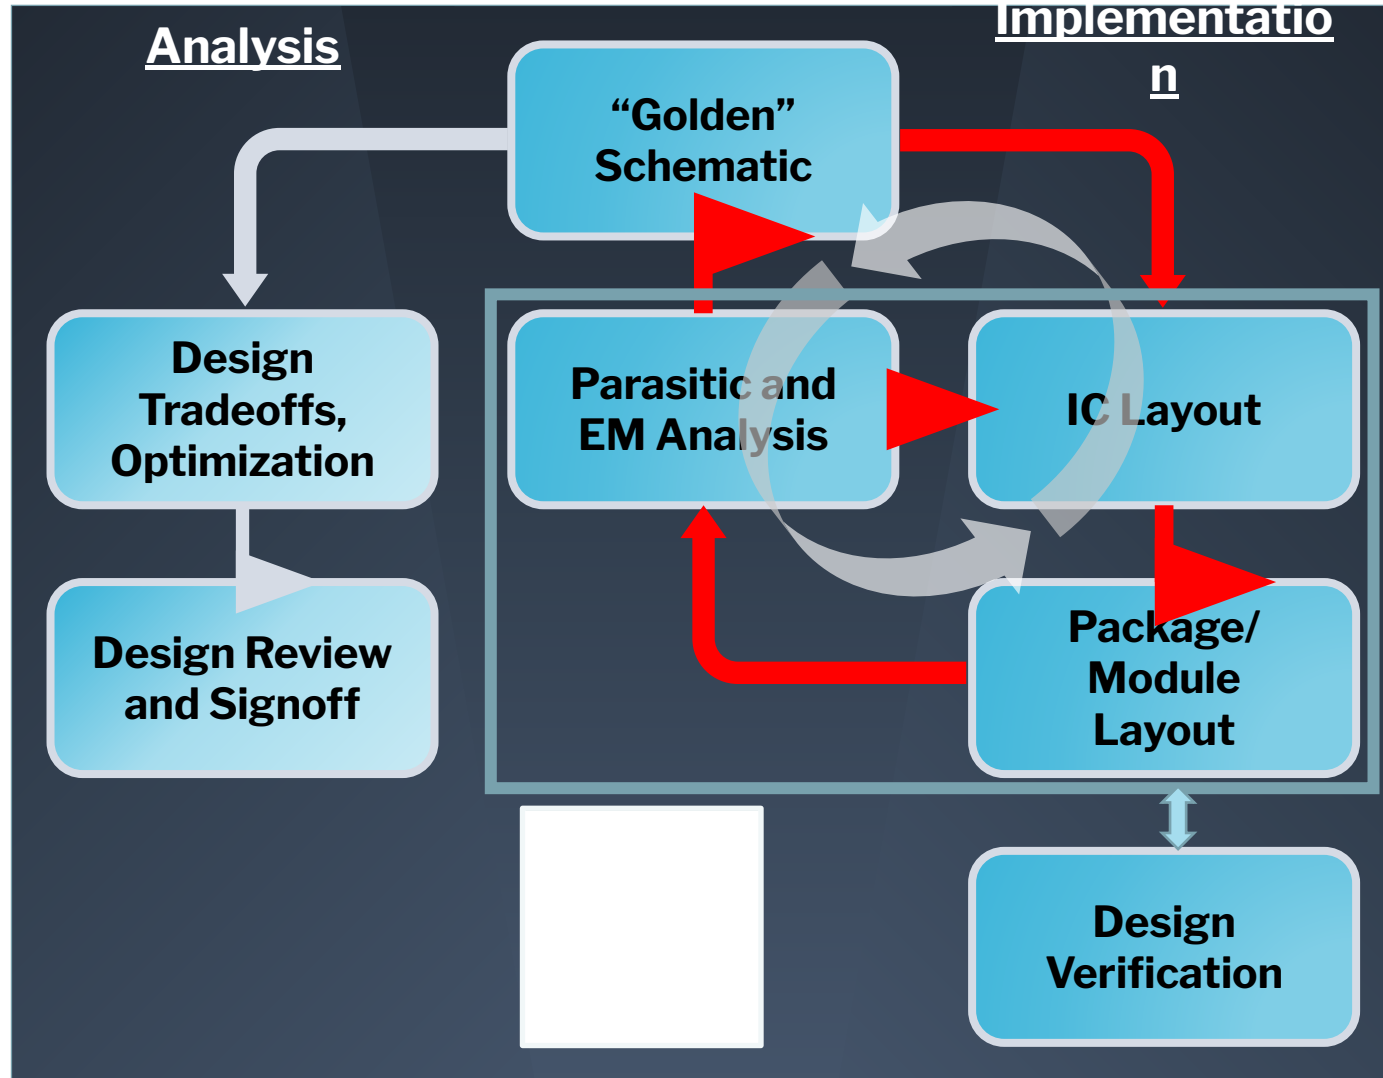 Analysis
Implementatio
n
“Golden”
Schematic
Design
Tradeoffs,
Optimization
Parasitic and
EM Analysis
IC Layout
Design Review
and Signoff
Package/
Module
Layout
Design
Verification